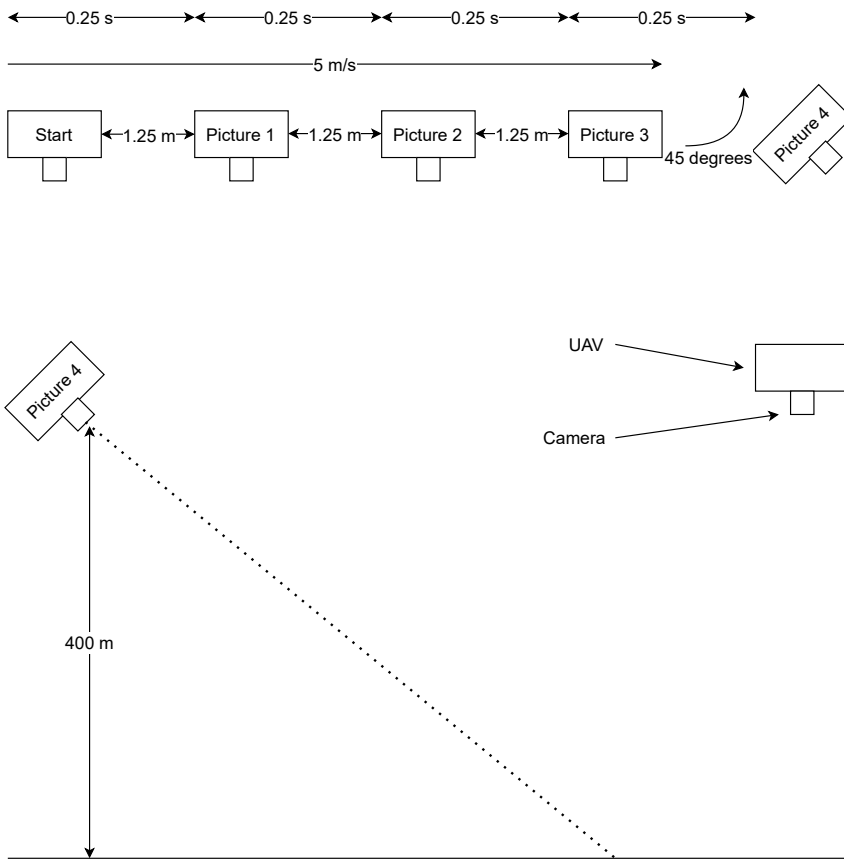 0.25 s
0.25 s
0.25 s
0.25 s
5 m/s
Start
1.25 m
Picture 1
1.25 m
Picture 2
1.25 m
Picture 3
45 degrees
Picture 4
Picture 4
UAV
Camera
400 m